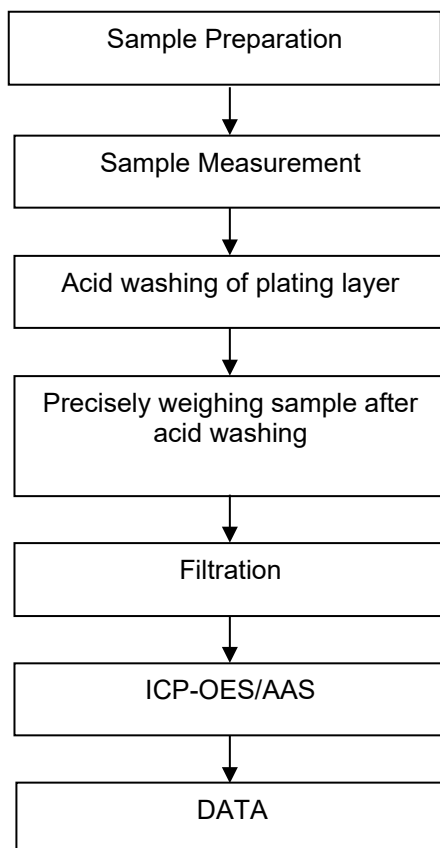 Sample Preparation
Sample Measurement
Acid washing of plating layer
Precisely weighing sample after
acid washing
Filtration
ICP-OES/AAS
DATA